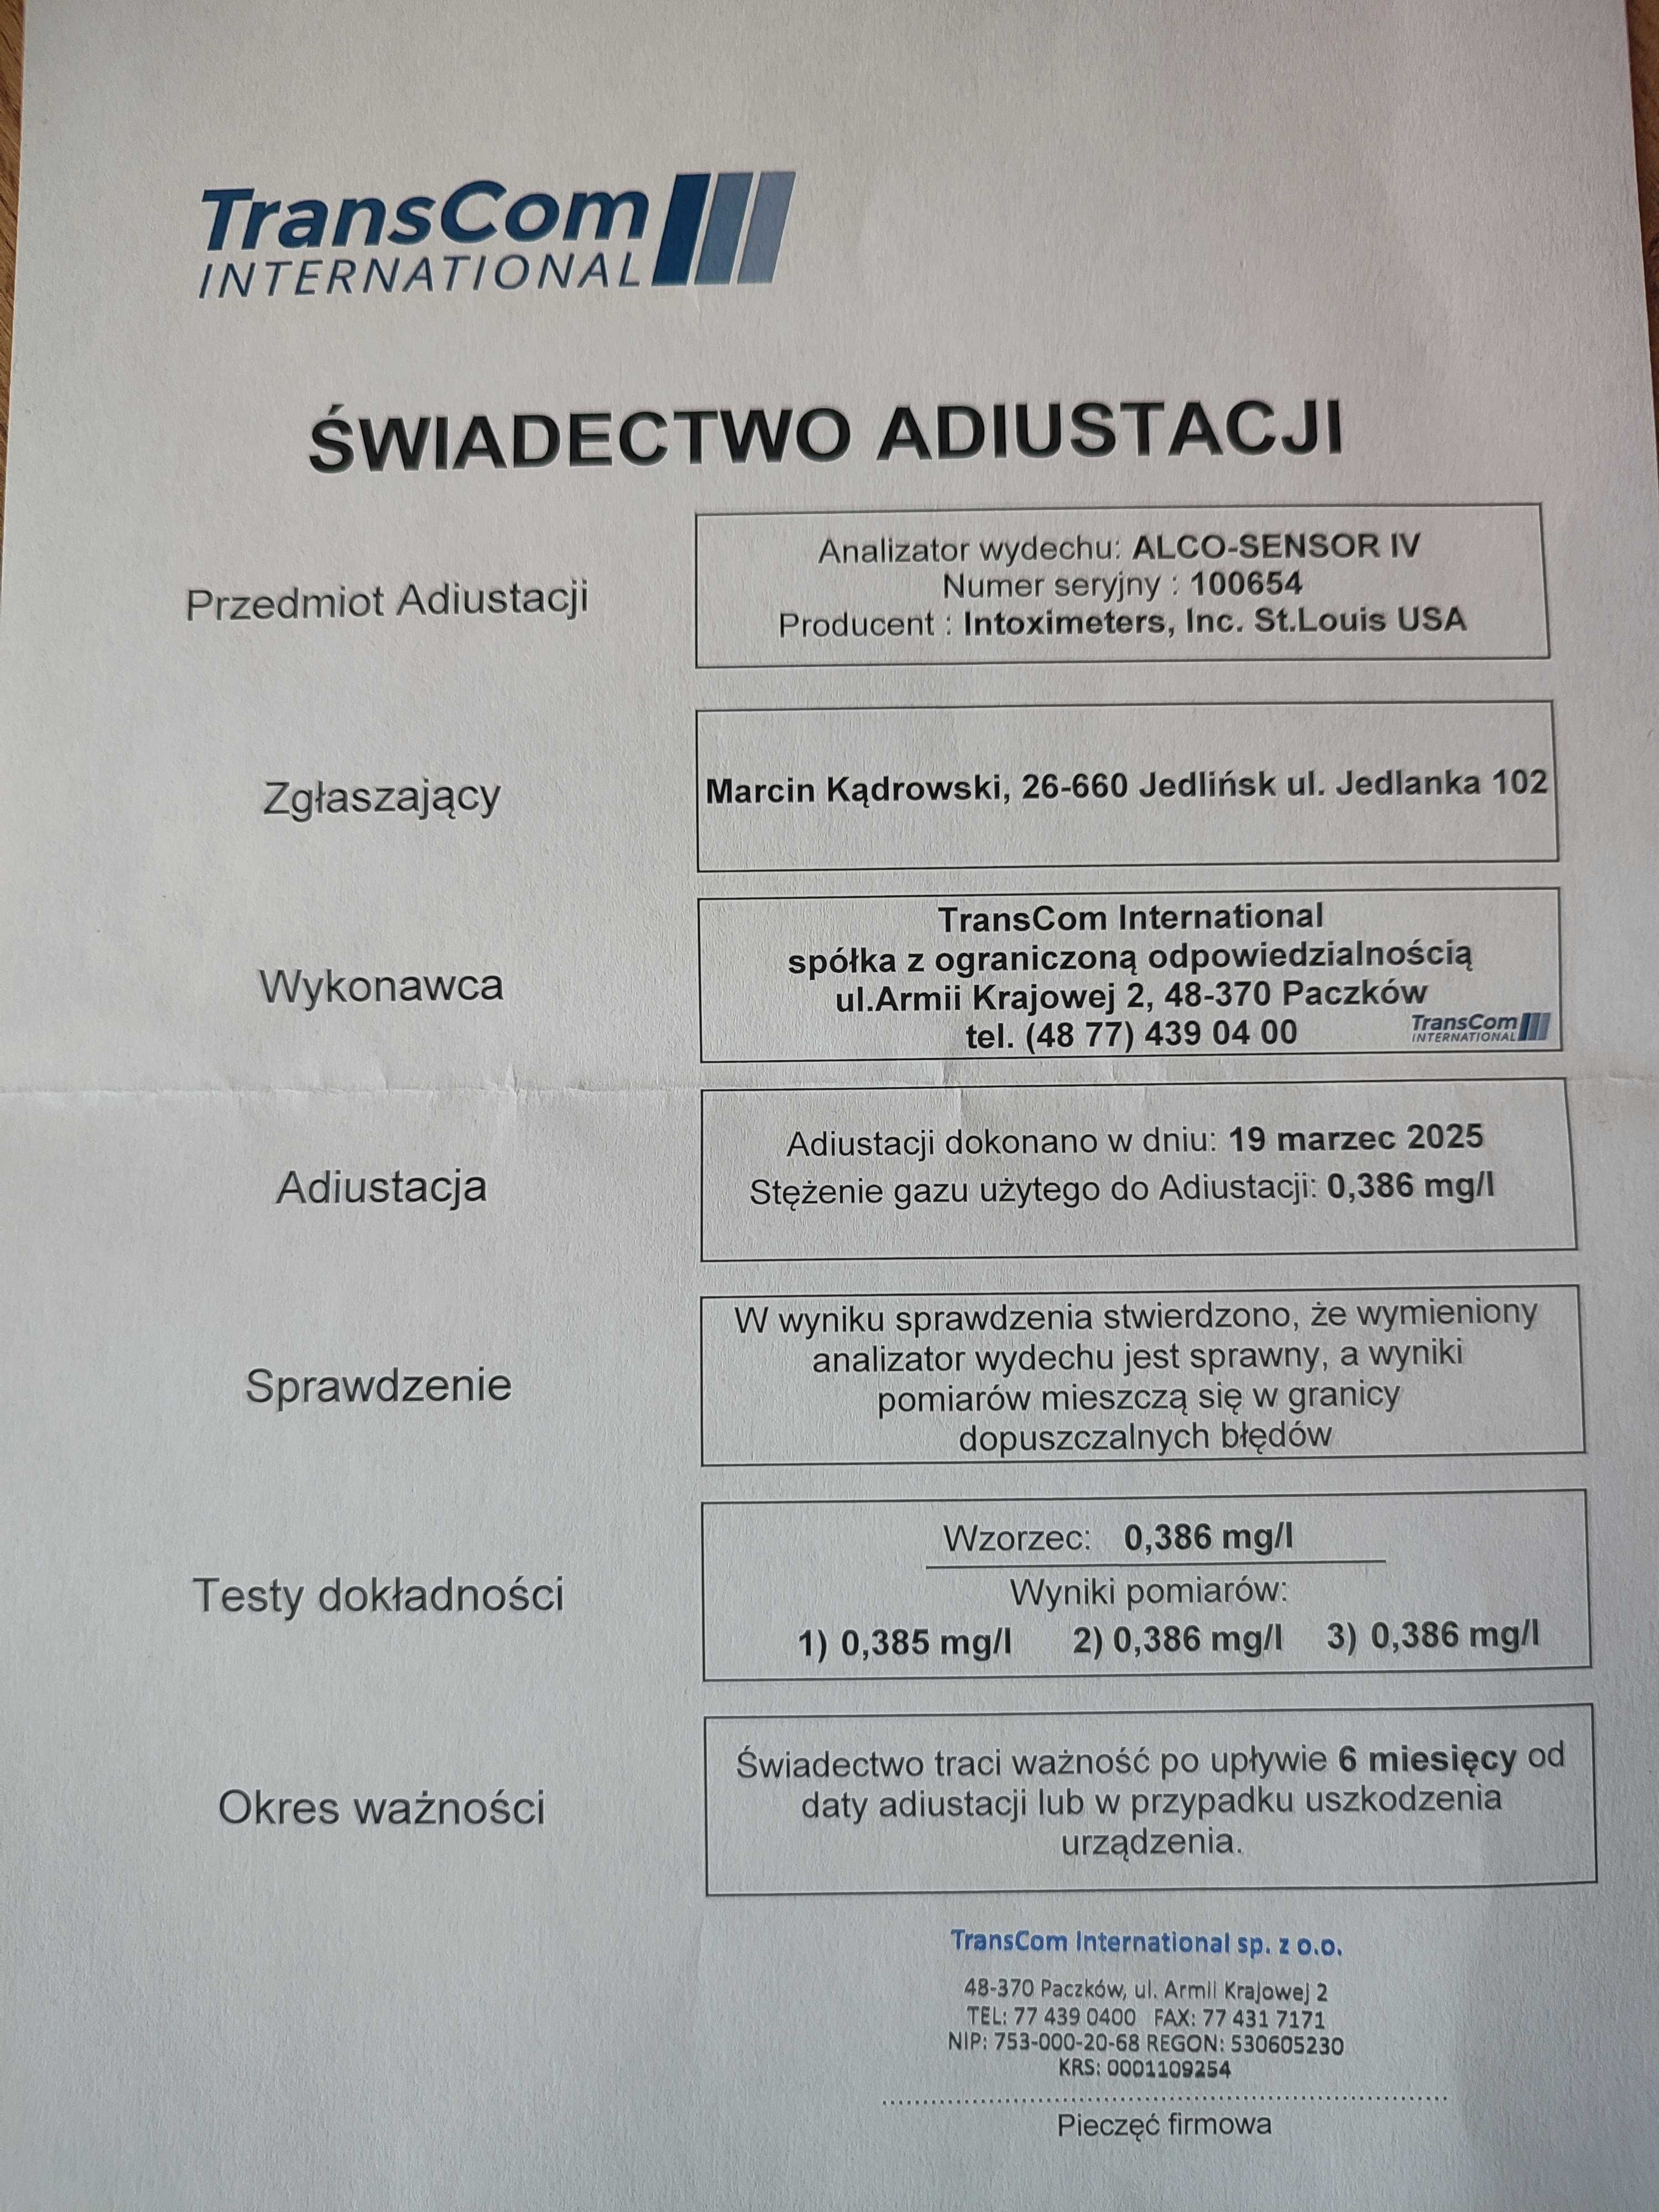 TransCom
INTERNATIONAL
ŚWIADECTWO ADIUSTACJI
Przedmiot Adiustacji
Analizator wydechu: ALCO-SENSOR IV
Numer seryjny : 100654
Producent : Intoximeters, Inc. St.Louis USA
Zgłaszający
Marcin Kądrowski, 26-660 Jedlińsk ul. Jedlanka 102
Wykonawca
TransCom International
spółka z ograniczoną odpowiedzialnością
ul.Armii Krajowej 2, 48-370 Paczków
tel. (48 77) 439 04 00
TransCom
INTERNATIONAL
Adiustacja
Adiustacji dokonano w dniu: 19 marzec 2025
Stężenie gazu użytego do Adiustacji: 0,386 mg/l
Sprawdzenie
W wyniku sprawdzenia stwierdzono, że wymieniony
analizator wydechu jest sprawny, a wyniki
pomiarów mieszczą się w granicy
dopuszczalnych błędów
Testy dokładności
Wzorzec: 0,386 mg/l
Wyniki pomiarów:
1) 0,385 mg/l 2) 0,386 mg/l 3) 0,386 mg/l
Okres ważności
Świadectwo traci ważność po upływie 6 miesięcy od
daty adiustacji lub w przypadku uszkodzenia
urządzenia.
TransCom International sp. z o.o.
48-370 Paczków, ul. Armii Krajowej 2
TEL: 77 439 0400 FAX: 77 431 7171
NIP: 753-000-20-68 REGON: 530605230
KRS: 0001109254
Pieczęć firmowa